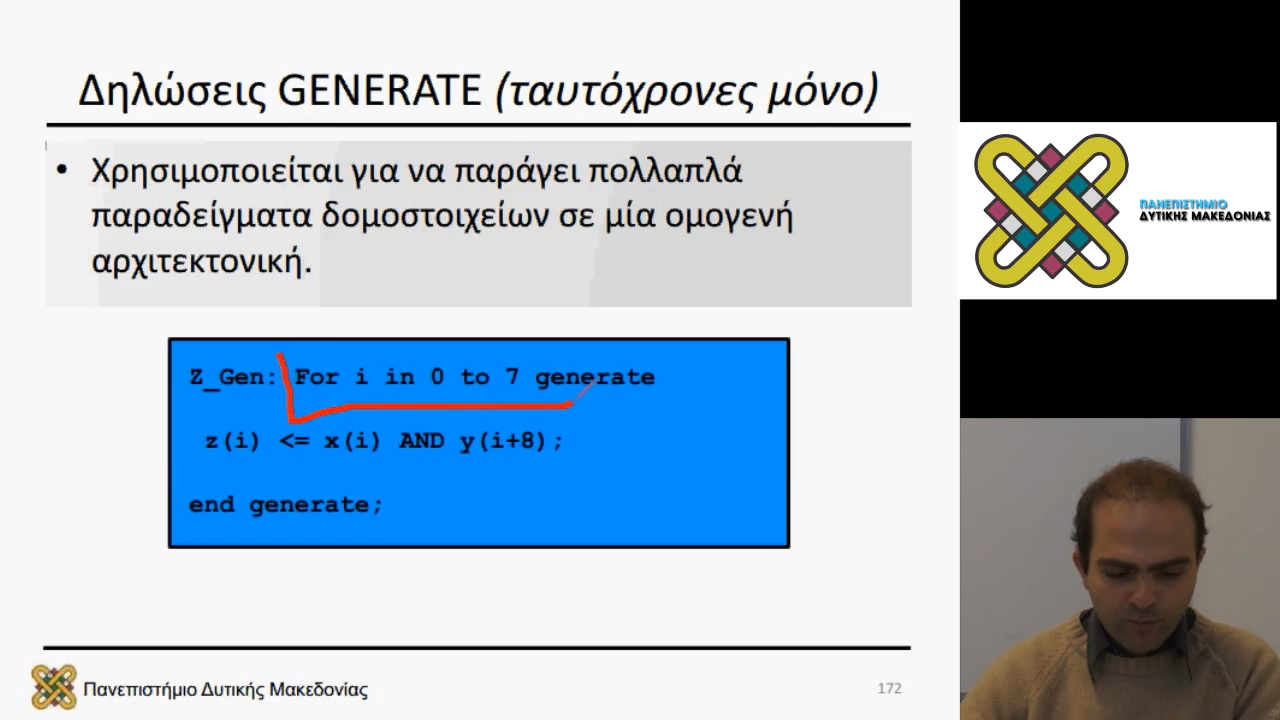 Δηλώσεις GENERATE (ταυτόχρονες μόνο)
• Χρησιμοποιείται για να παράγει πολλαπλά
παραδείγματα δομοστοιχείων σε μία ομογενή
αρχιτεκτονική.
Z_Gen: For i in 0 to 7 generate
z(i) <= x(i) AND y(i+8);
end generate;
Πανεπιστήμιο Δυτικής Μακεδονίας
172
ΠΑΝΕΠΙΣΤΗΜΙΟ
ΔΥΤΙΚΗΣ ΜΑΚΕΔΟΝΙΑΣ